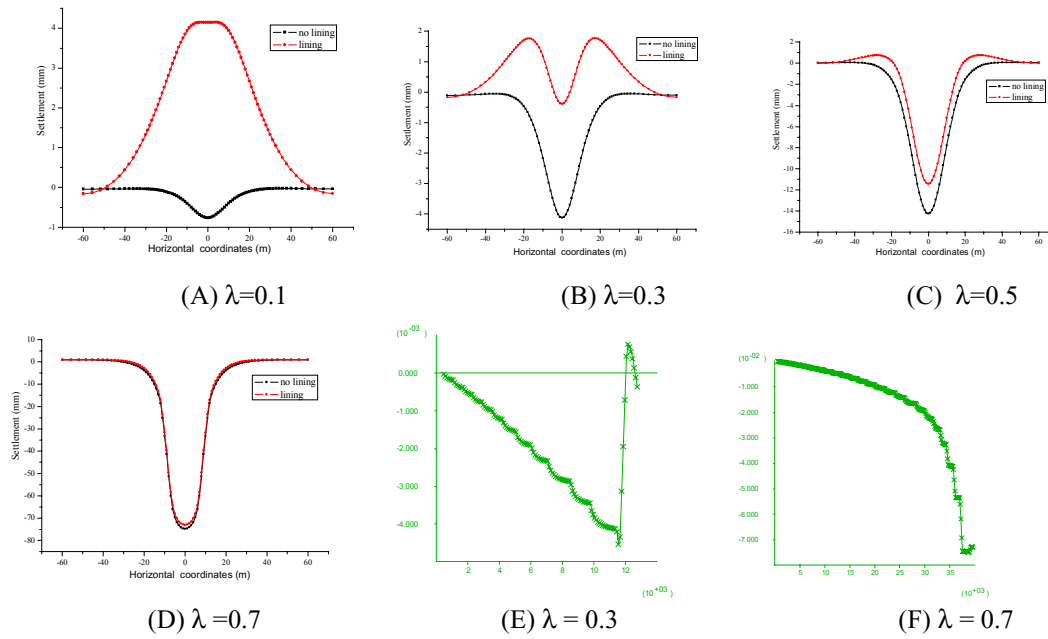 no lining
lining
Settlement (mm)
4
3
2
1
0
-1
-60 -40 -20 0 20 40 60
Horizontal coordinates (m)
(A) λ=0.1
no lining
lining
Settlement (mm)
2
1
0
-1
-2
-3
-4
-60 -40 -20 0 20 40 60
Horizontal coordinates (m)
(B) λ=0.3
no lining
lining
Settlement (mm)
2
0
-2
-4
-6
-8
-10
-12
-14
-16
-60 -40 -20 0 20 40 60
Horizontal coordinates (m)
(C) λ=0.5
no lining
lining
Settlement (mm)
10
0
-10
-20
-30
-40
-50
-60
-70
-80
-60 -40 -20 0 20 40 60
Horizontal coordinates (m)
(D) λ =0.7
(10 -03 )
0.000
-1.000
-2.000
-3.000
-4.000
2 4 6 8 10 12
(10 +03 )
(E) λ = 0.3
(10 -02 )
0.000
-1.000
-2.000
-3.000
-4.000
-5.000
-6.000
-7.000
5 10 15 20 25 30 35
(10 +03 )
(F) λ = 0.7